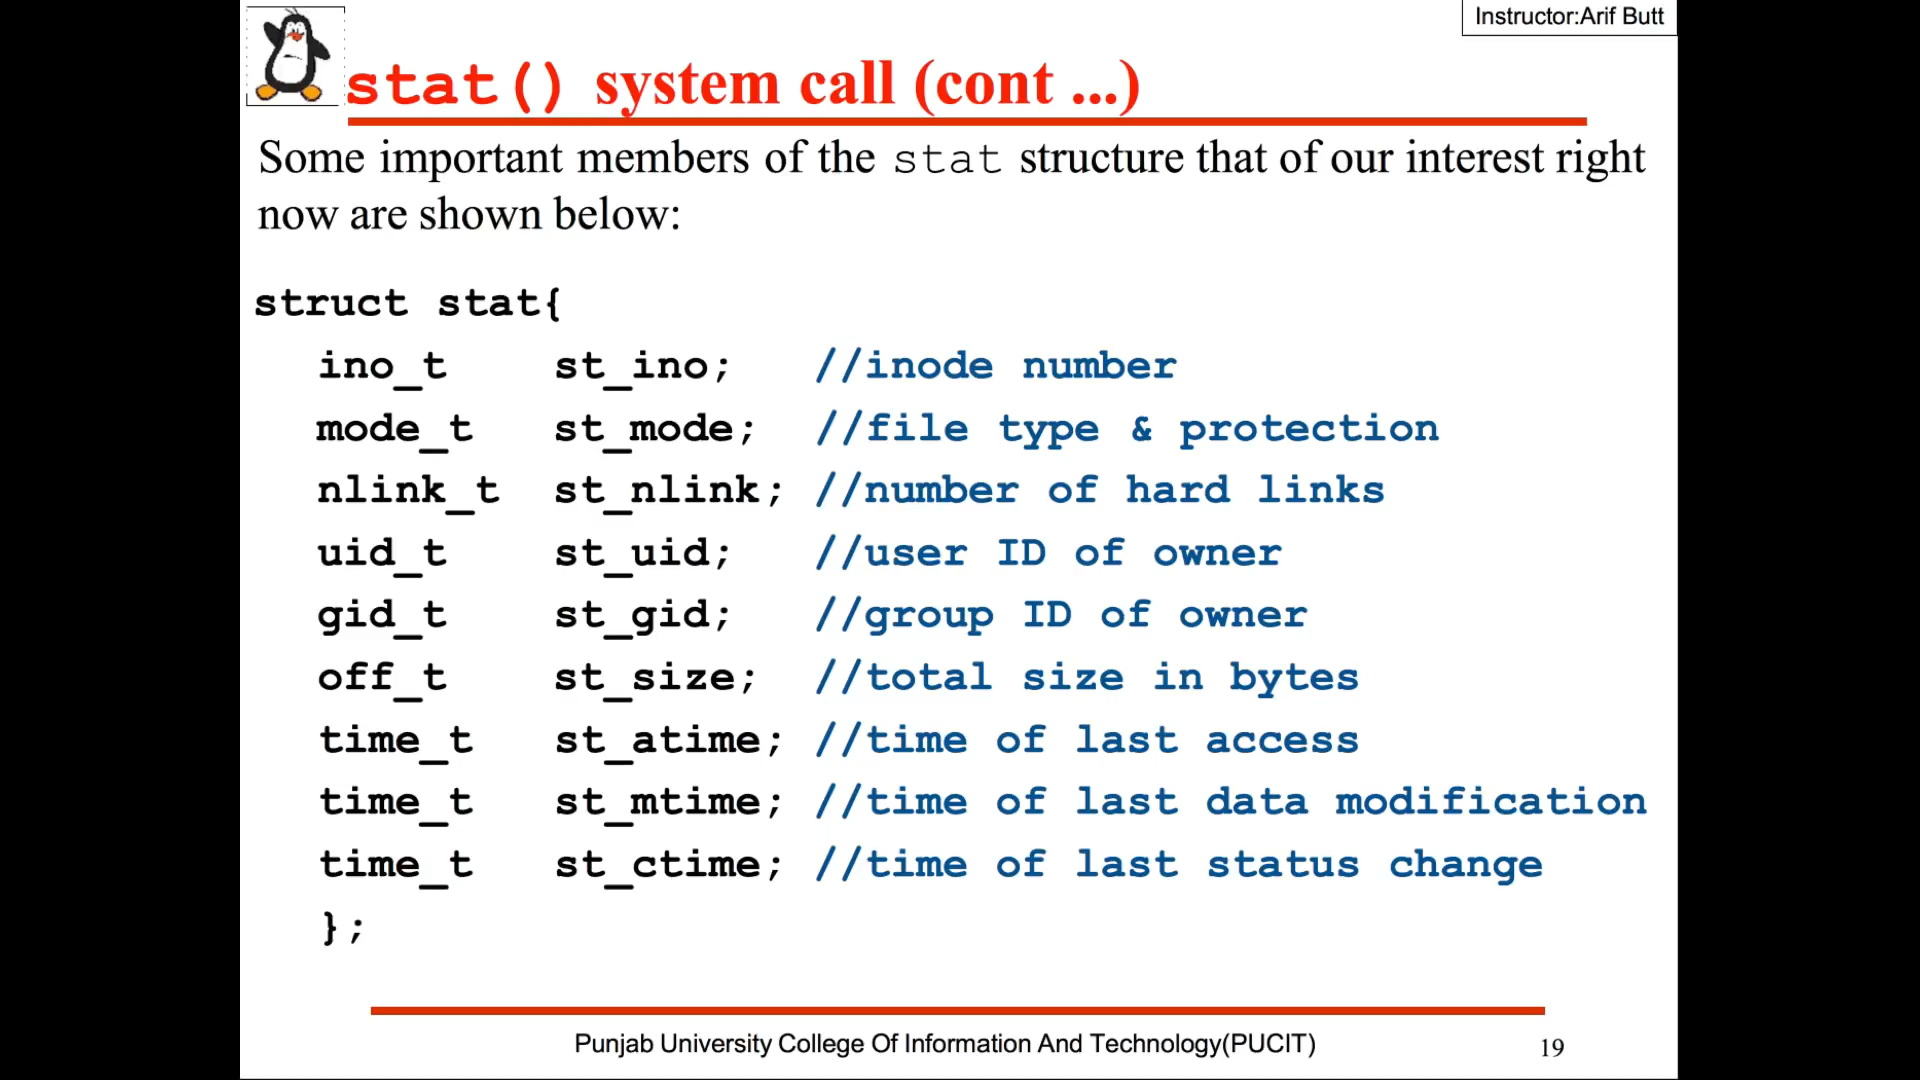 Instructor:Arif Butt
stat() system call (cont ...)
Some important members of the stat structure that of our interest right
now are shown below:
struct stat{
ino_t st_ino; //inode number
mode_t st_mode; //file type & protection
nlink_t st_nlink; //number of hard links
uid_t st_uid; //user ID of owner
gid_t st_gid; //group ID of owner
off_t st_size; //total size in bytes
time_t st_atime; //time of last access
time_t st_mtime; //time of last data modification
time_t st_ctime; //time of last status change
};
Punjab University College Of Information And Technology(PUCIT)
19